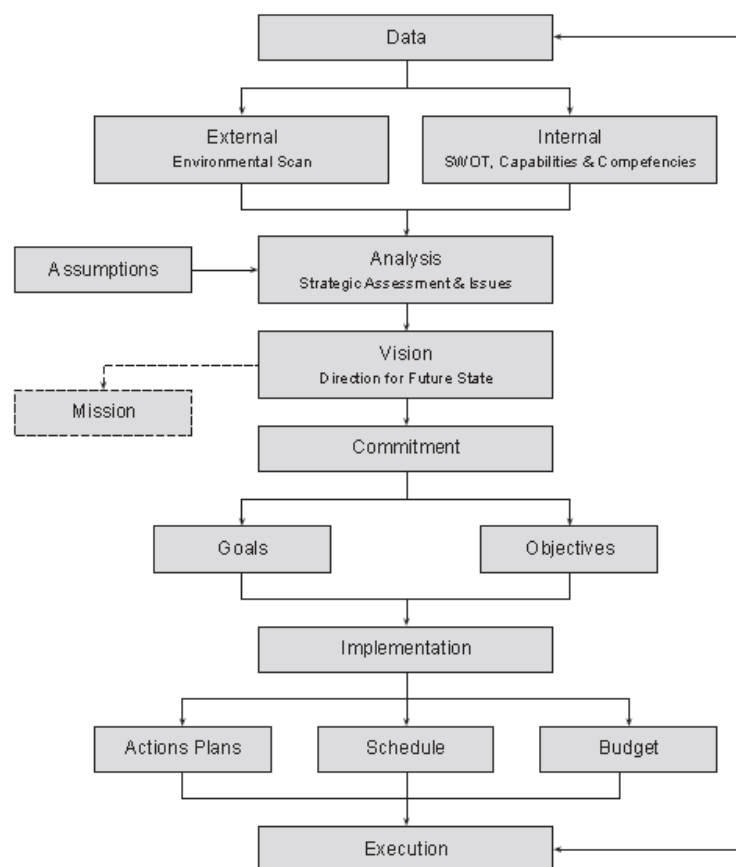 Data
External
Environmental Scan
Internal
SWOT, Capabilities & Competencies
Assumptions
Analysis
Strategic Assessment & Issues
Vision
Direction for Future State
Mission
Commitment
Goals
Objectives
Implementation
Actions Plans
Schedule
Budget
Execution